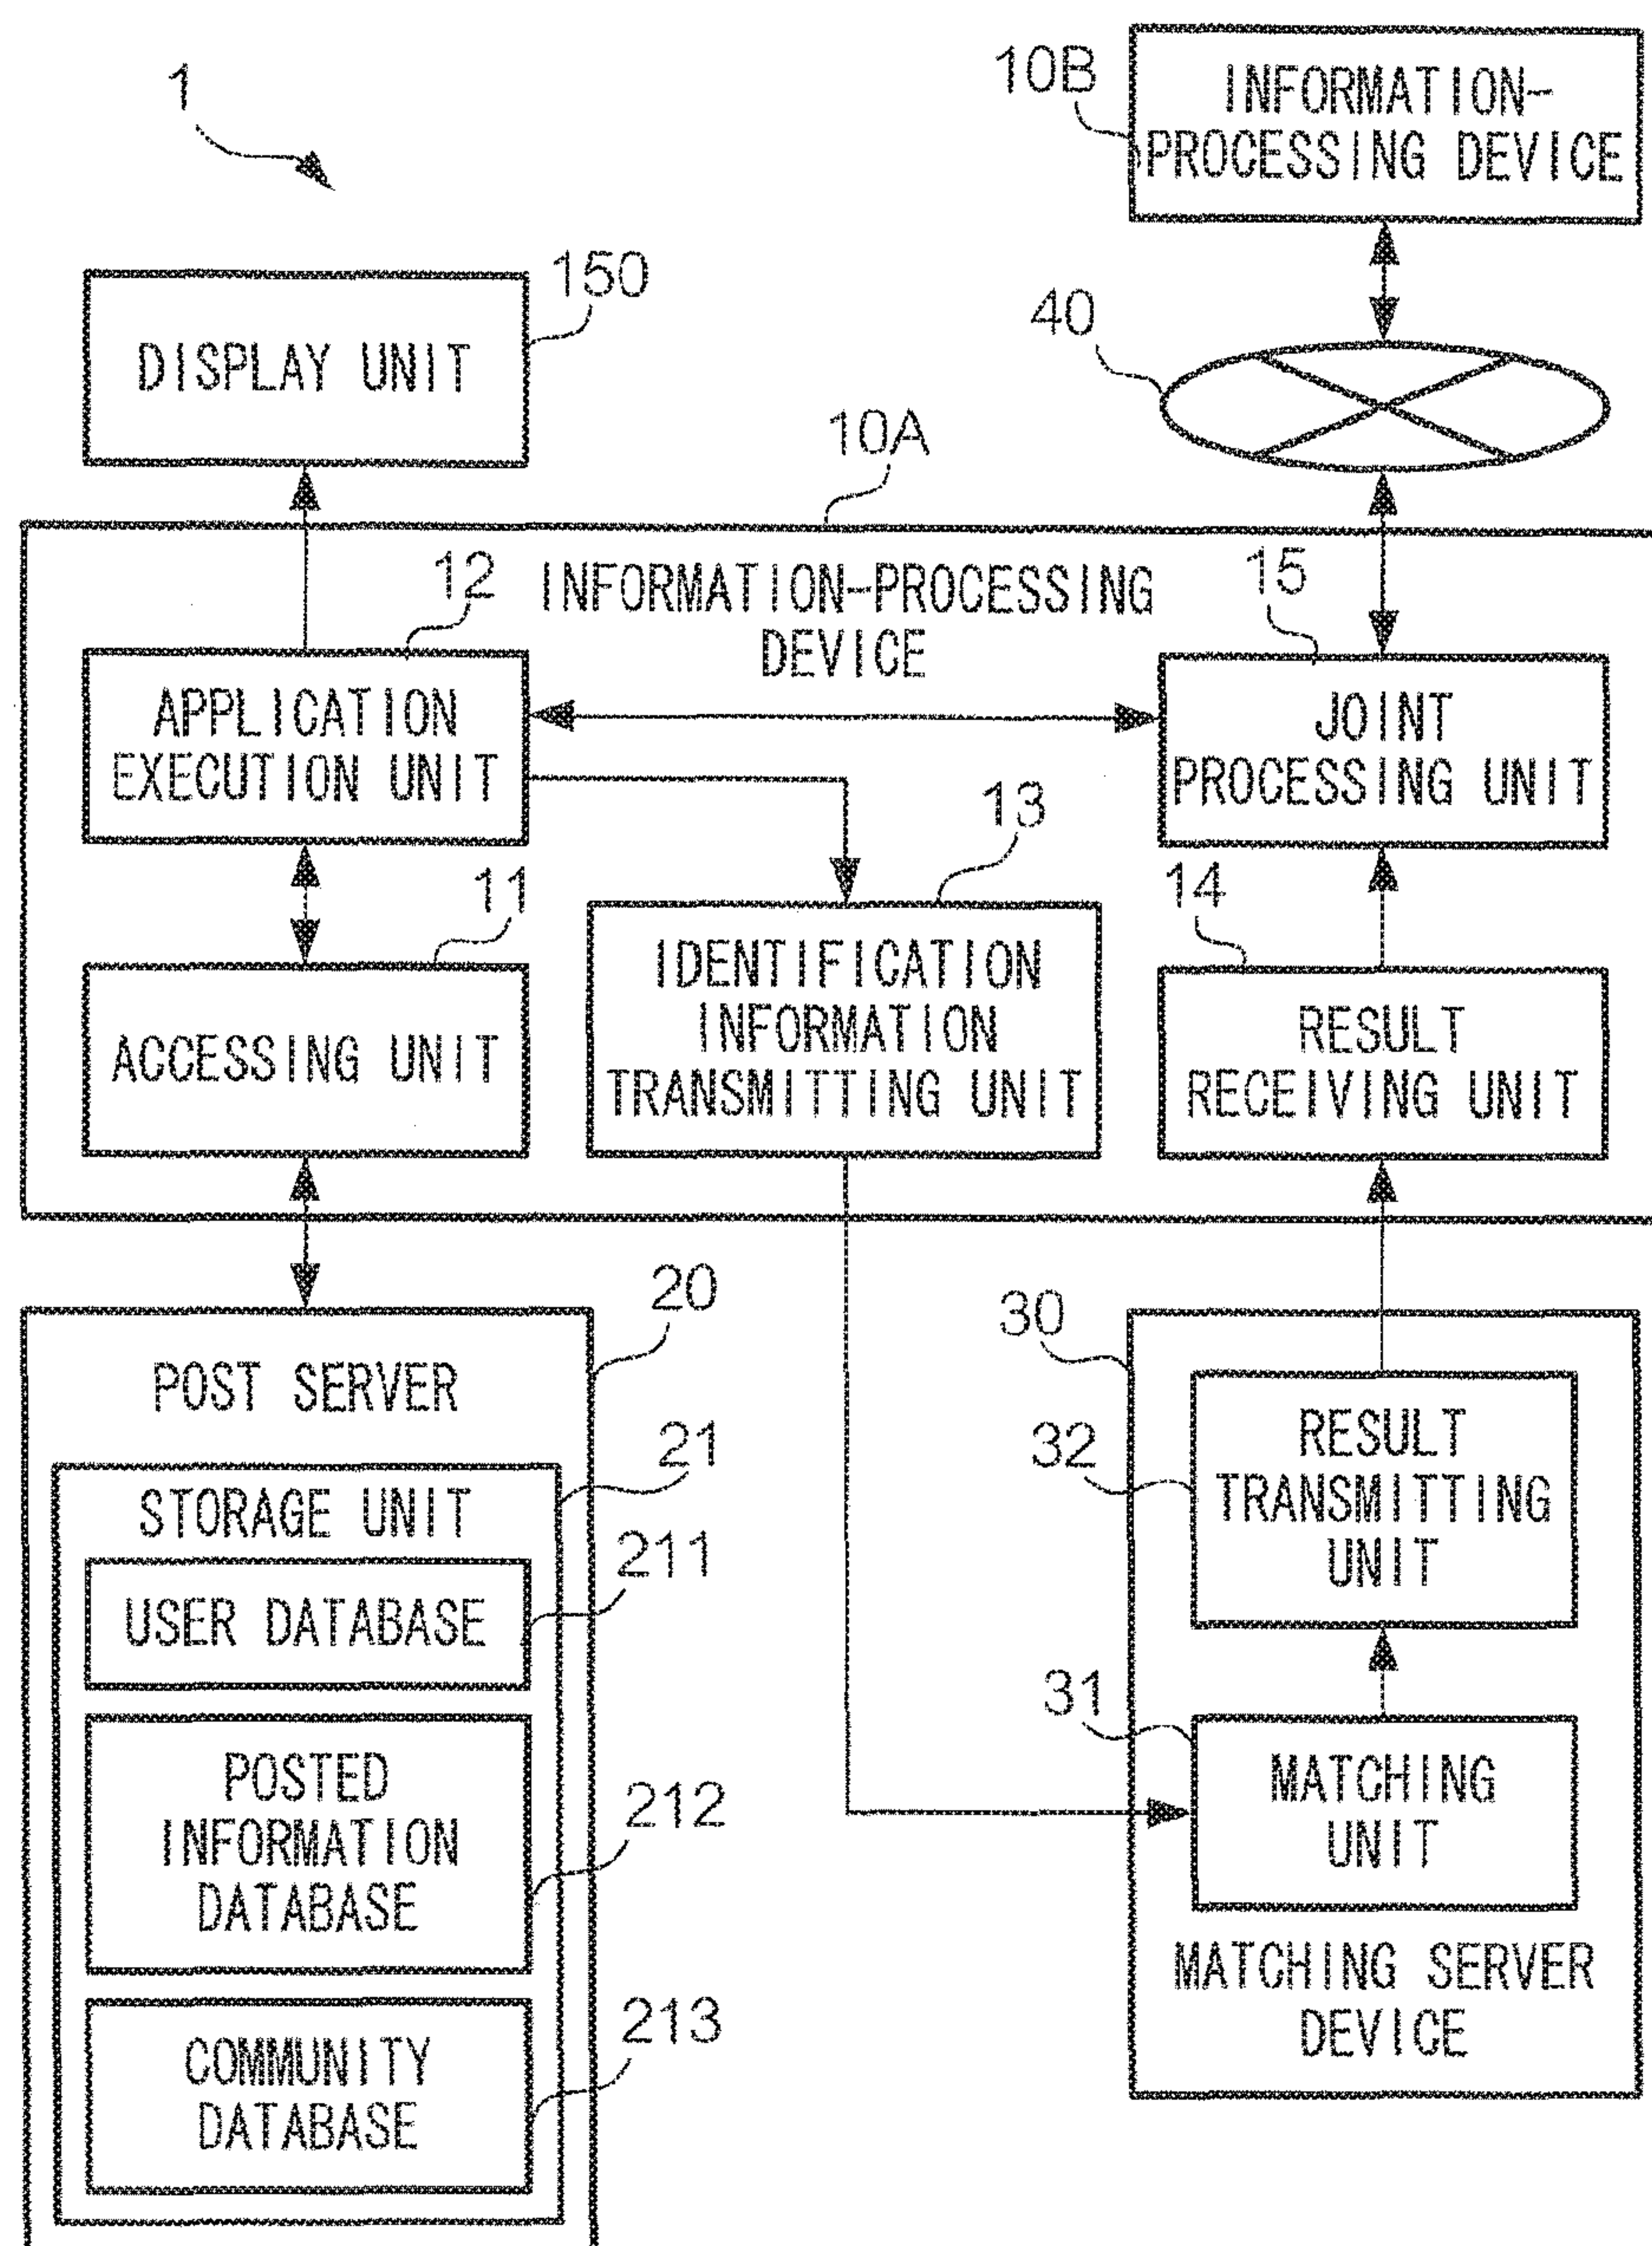 1
10B
INFORMATION-
PROCESSING DEVICE
150
DISPLAY UNIT
40
10A
INFORMATION-PROCESSING
DEVICE
12
APPLICATION
EXECUTION UNIT
15
JOINT
PROCESSING UNIT
11
ACCESSING UNIT
13
IDENTIFICATION
INFORMATION
TRANSMITTING UNIT
14
RESULT
RECEIVING UNIT
20
POST SERVER
21
STORAGE UNIT
211
USER DATABASE
212
POSTED
INFORMATION
DATABASE
213
COMMUNITY
DATABASE
30
32
RESULT
TRANSMITTING
UNIT
31
MATCHING
UNIT
MATCHING SERVER
DEVICE